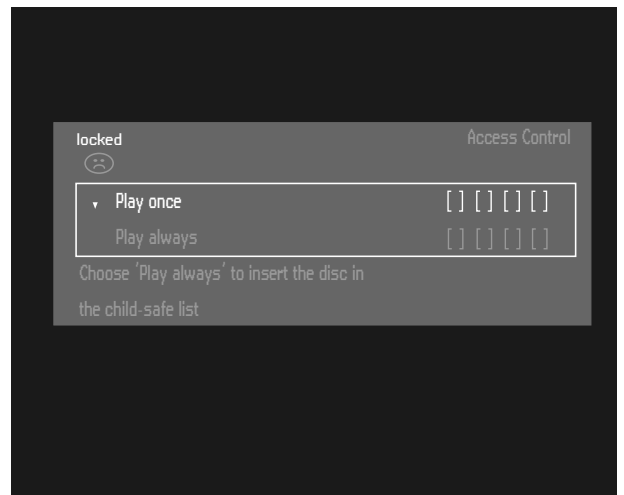 locked
Access Control
Play once [ ] [ ] [ ] [ ]
Play always [ ] [ ] [ ] [ ]
Choose 'Play always' to insert the disc in
the child-safe list